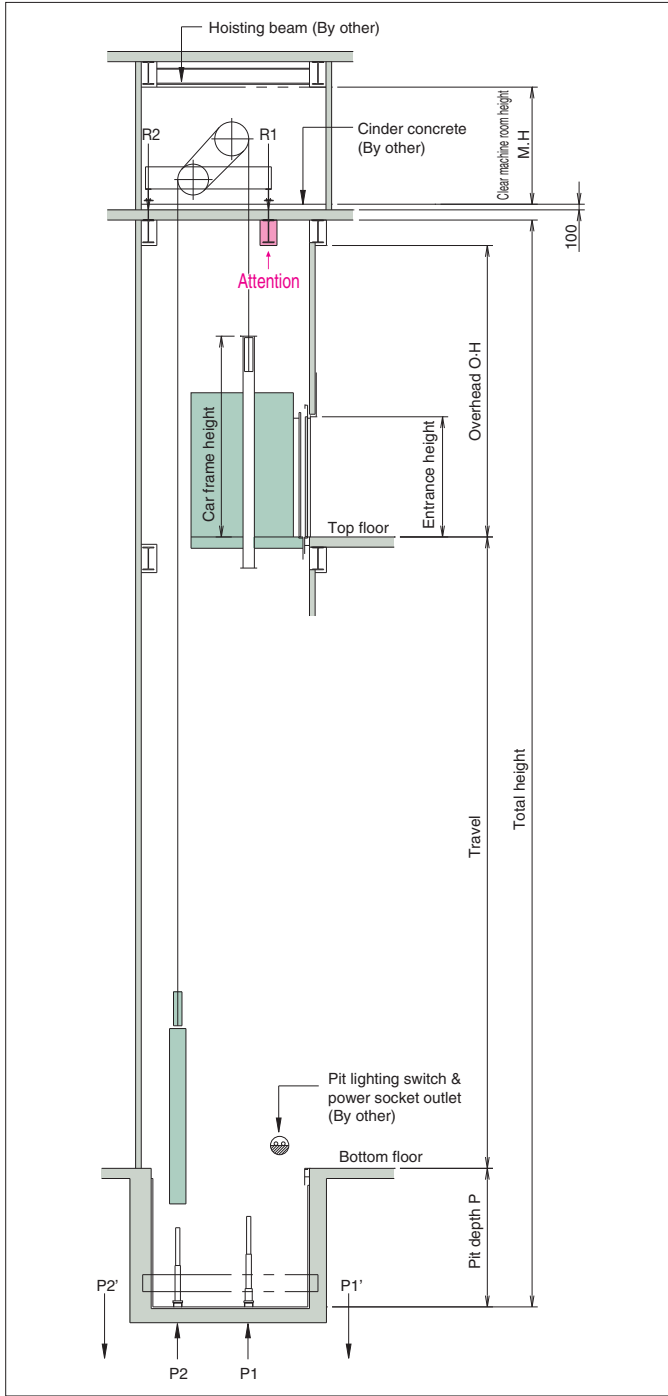 Hoisting beam (By other)
R2
R1
Cinder concrete
(By other)
Clear machine room height
M.H
100
Attention
Overhead O·H
Car frame height
Entrance height
Top floor
Travel
Total height
Pit lighting switch &
power socket outlet
(By other)
Bottom floor
Pit depth P
P2'
P1'
P2
P1